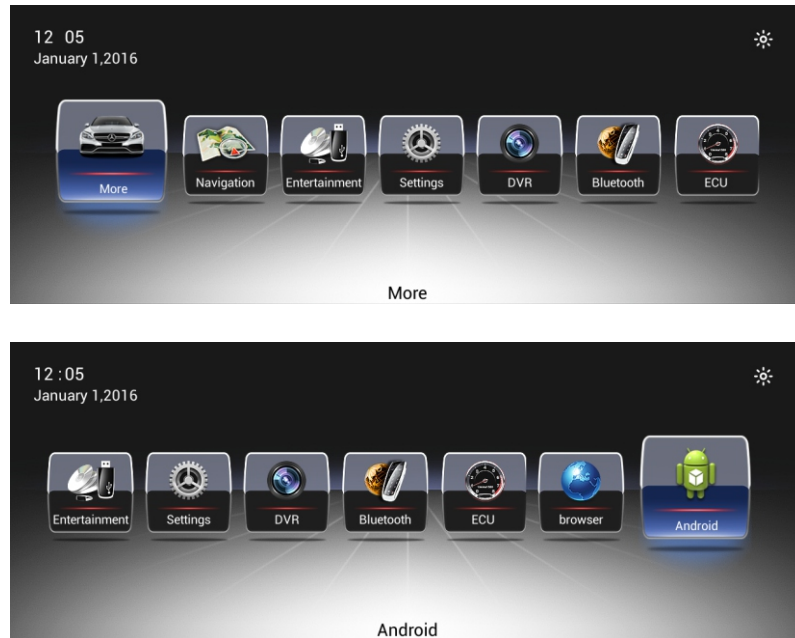 12 05
January 1,2016
More
Navigation
Entertainment
Settings
DVR
Bluetooth
ECU
More
12:05
January 1,2016
Entertainment
Settings
DVR
Bluetooth
ECU
browser
Android
Android